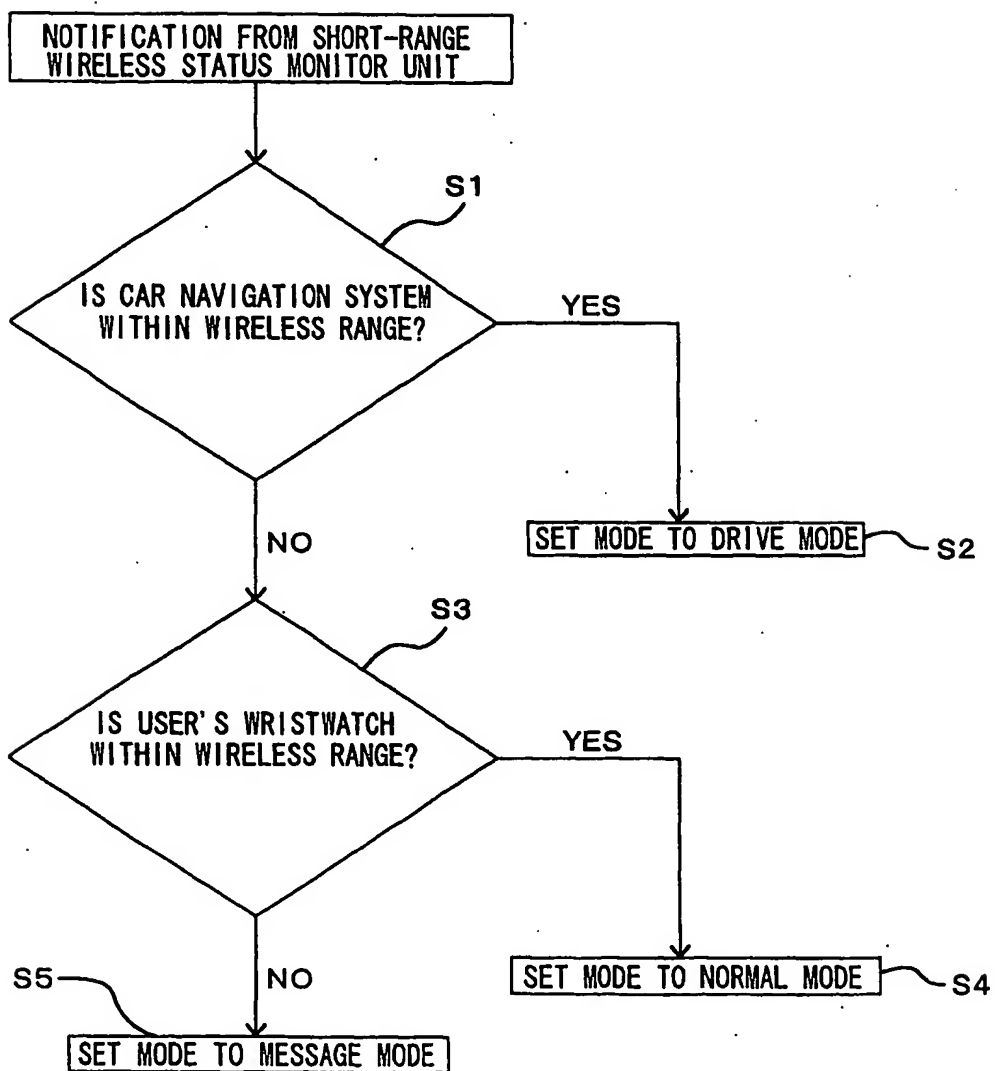 NOTIFICATION FROM SHORT-RANGE
WIRELESS STATUS MONITOR UNIT
S1
IS CAR NAVIGATION SYSTEM
WITHIN WIRELESS RANGE?
YES
NO
SET MODE TO DRIVE MODE
S2
S3
IS USER'S WRISTWATCH
WITHIN WIRELESS RANGE?
YES
S5
NO
SET MODE TO NORMAL MODE
S4
SET MODE TO MESSAGE MODE